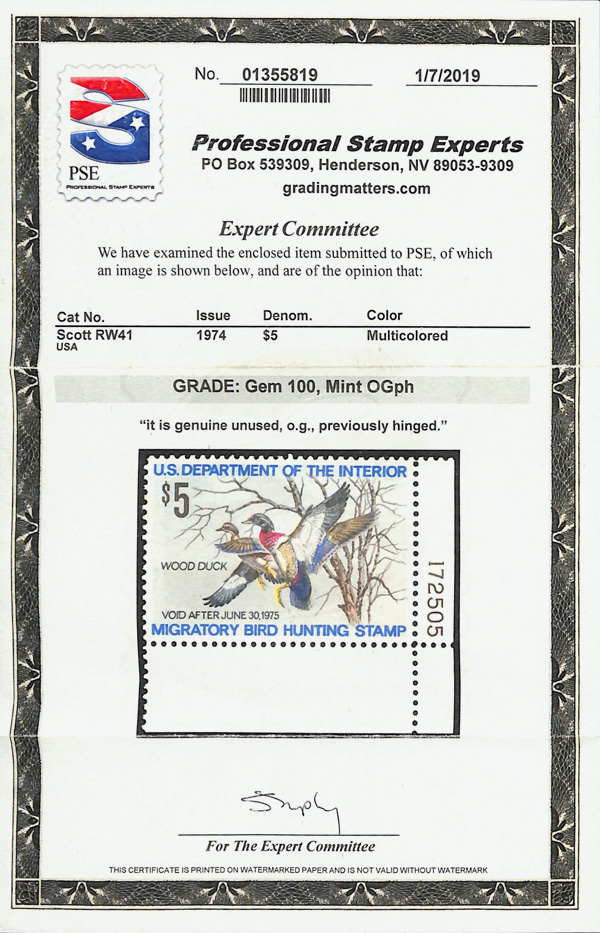 No. 01355819 1/7/2019
PSE
PROFESSIONAL STAMP EXPERTS
Professional Stamp Experts
PO Box 539309, Henderson, NV 89053-9309
gradingmatters.com
Expert Committee
We have examined the enclosed item submitted to PSE, of which
an image is shown below, and are of the opinion that:
Cat No. Issue Denom. Color
Scott RW41 1974 $5 Multicolored
USA
GRADE: Gem 100, Mint OGph
“it is genuine unused, o.g., previously hinged.”
U.S. DEPARTMENT OF THE INTERIOR
$5
WOOD DUCK
VOID AFTER JUNE 30, 1975
MIGRATORY BIRD HUNTING STAMP
172505
For The Expert Committee
THIS CERTIFICATE IS PRINTED ON WATERMARKED PAPER AND IS NOT VALID WITHOUT WATERMARK